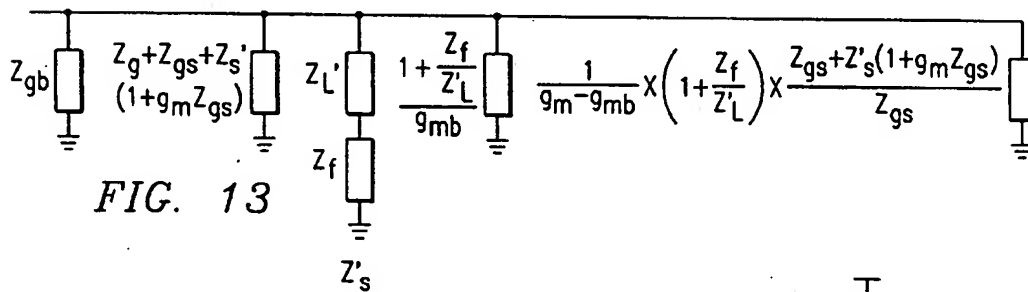 Z_gb
Z_g+Z_gs+Z_s'
(1+g_mZ_gs)
Z_L'
Z_f
1+Z_f/Z'_L
g_mb
1/(g_m-g_mb) X (1+Z_f/Z'_L) X (Z_gs+Z'_s(1+g_mZ_gs))/Z_gs
FIG. 13
Z's